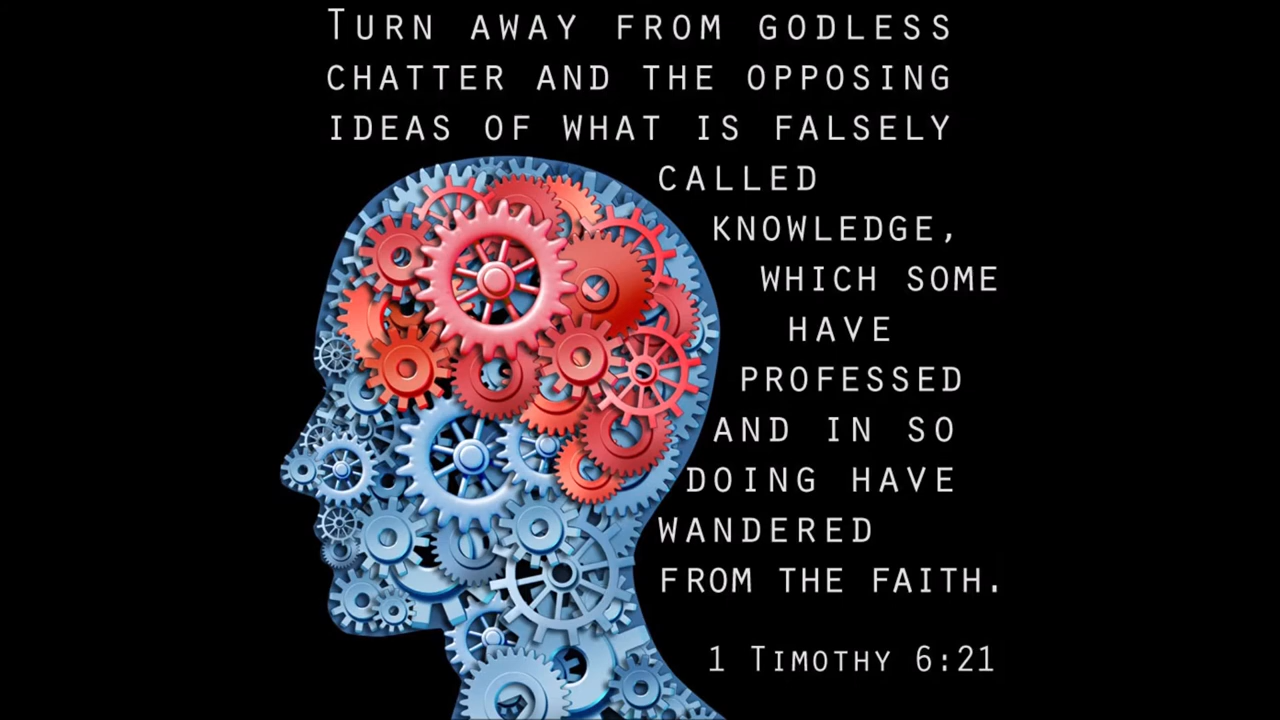 Turn away from godless
chatter and the opposing
ideas of what is falsely
called
knowledge,
which some
have
professed
and in so
doing have
wandered
from the faith.
1 Timothy 6:21